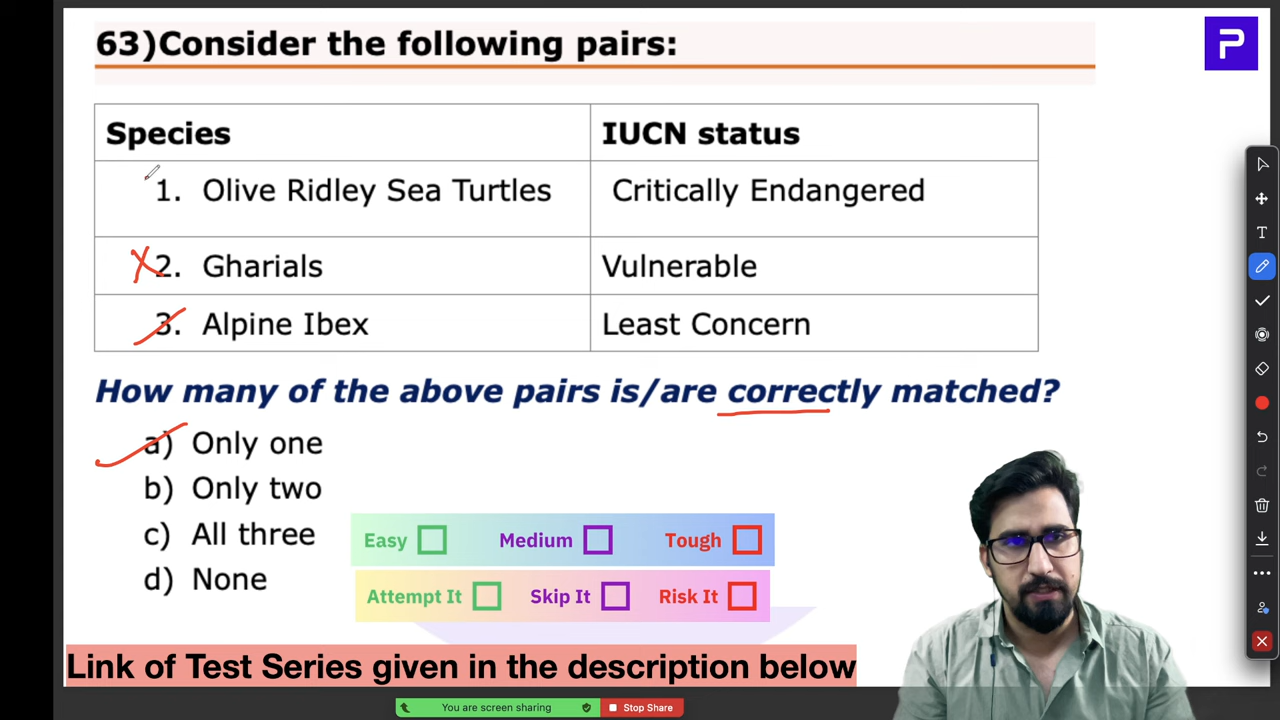 63)Consider the following pairs:
P
Species IUCN status
1. Olive Ridley Sea Turtles Critically Endangered
2. Gharials Vulnerable
3. Alpine Ibex Least Concern
How many of the above pairs is/are correctly matched?
a) Only one
b) Only two
c) All three
d) None
Easy Medium Tough
Attempt It Skip It Risk It
Link of Test Series given in the description below
You are screen sharing Stop Share
T